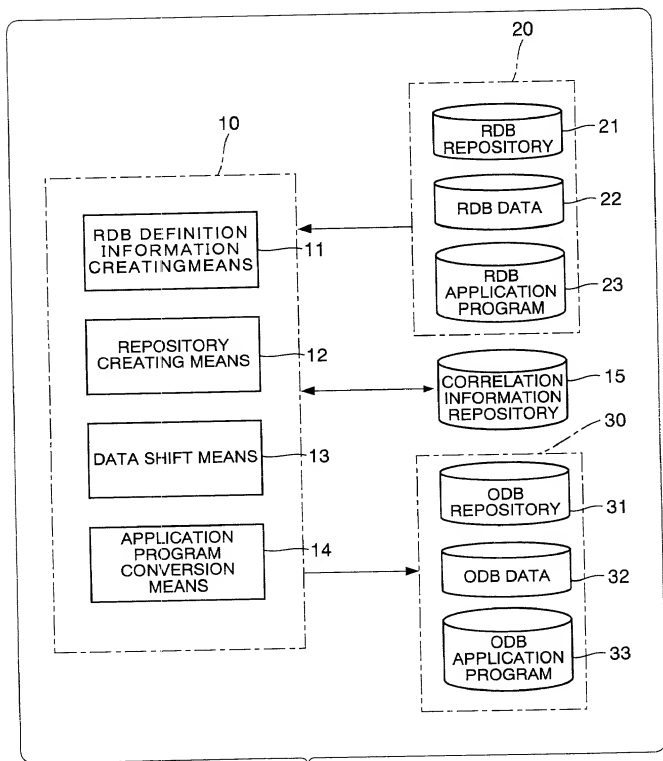 20
10
RDB
REPOSITORY
21
RDB DATA
22
RDB
APPLICATION
PROGRAM
23
RDB DEFINITION
INFORMATION
CREATINGMEANS
11
REPOSITORY
CREATING MEANS
12
CORRELATION
INFORMATION
REPOSITORY
15
30
DATA SHIFT MEANS
13
ODB
REPOSITORY
31
APPLICATION
PROGRAM
CONVERSION
MEANS
14
ODB DATA
32
ODB
APPLICATION
PROGRAM
33